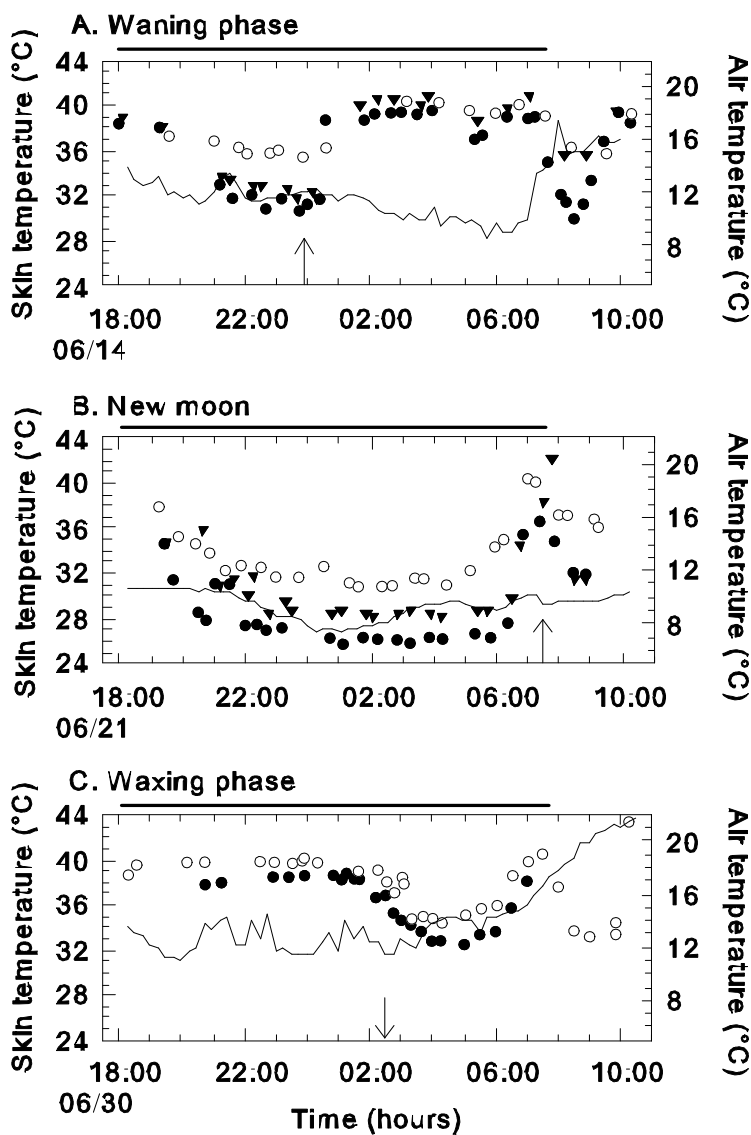 A. Waning phase
Skin temperature (°C)
44
40
36
32
28
24
20
16
12
8
Air temperature (°C)
18:00 22:00 02:00 06:00 10:00
06/14
B. New moon
Skin temperature (°C)
44
40
36
32
28
24
20
16
12
8
Air temperature (°C)
18:00 22:00 02:00 06:00 10:00
06/21
C. Waxing phase
Skin temperature (°C)
44
40
36
32
28
24
20
16
12
8
Air temperature (°C)
18:00 22:00 02:00 06:00 10:00
06/30
Time (hours)